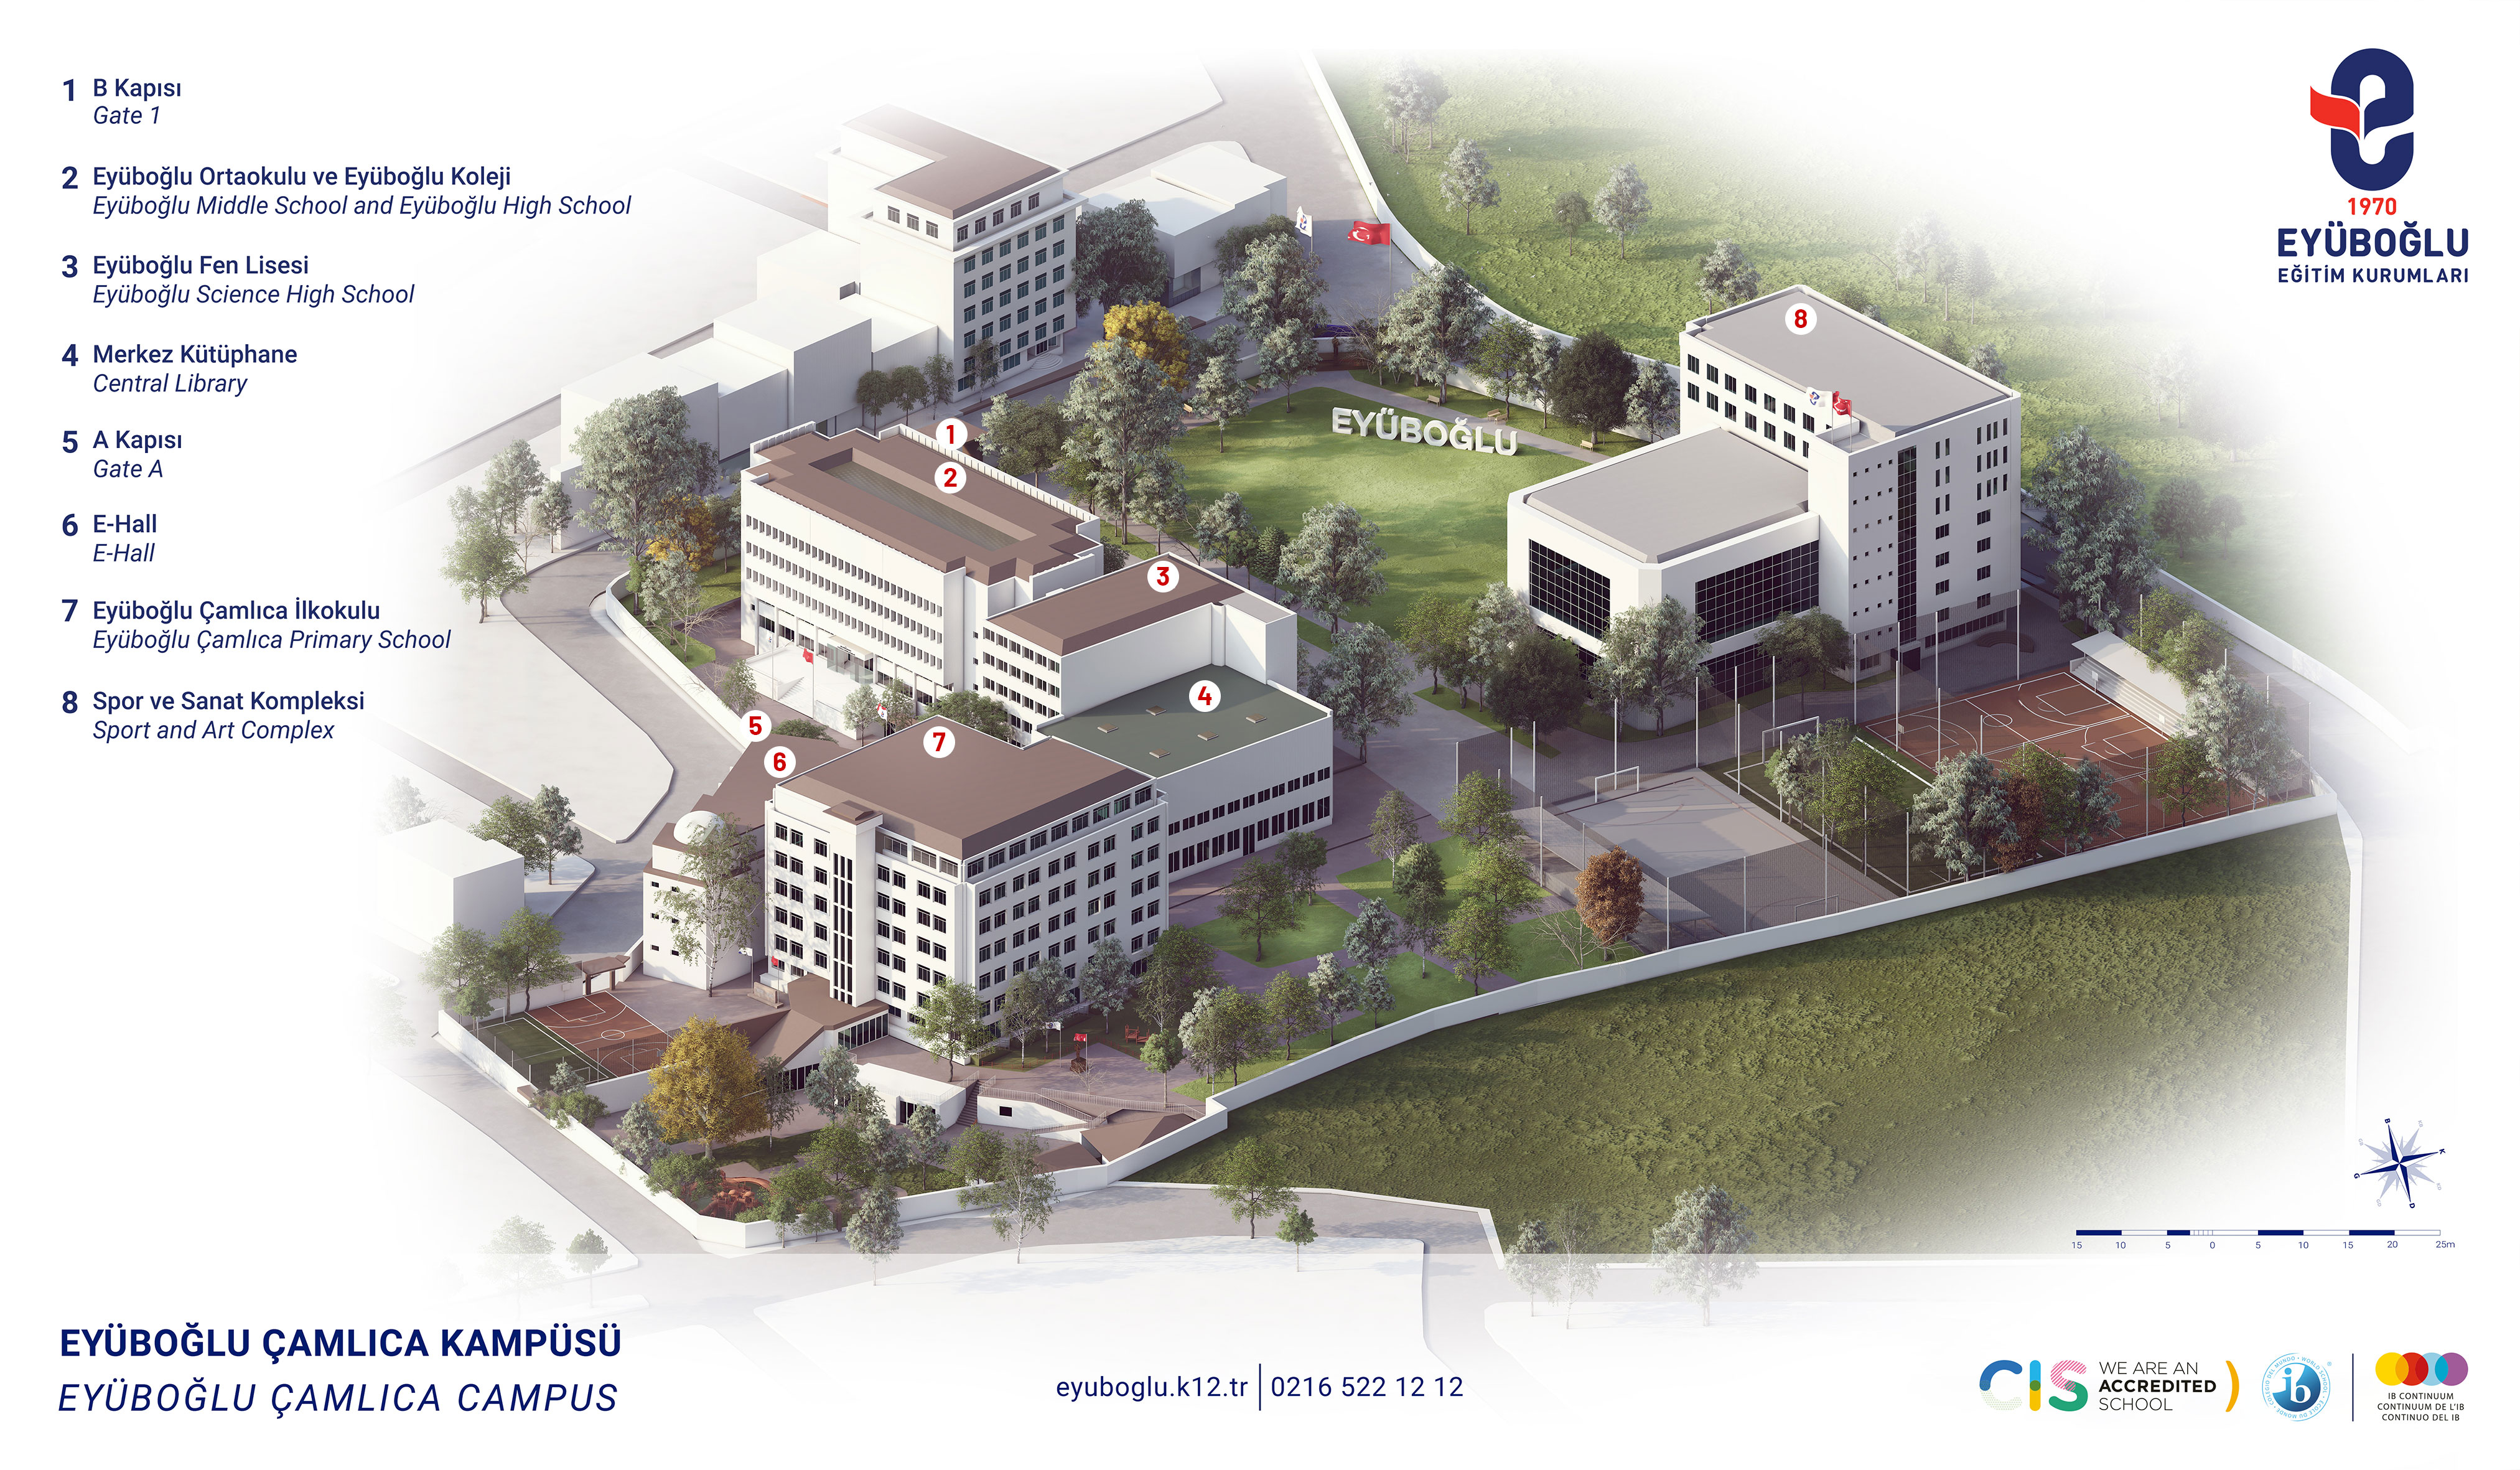 1 B Kapısı
Gate 1
2 Eyüboğlu Ortaokulu ve Eyüboğlu Koleji
Eyüboğlu Middle School and Eyüboğlu High School
3 Eyüboğlu Fen Lisesi
Eyüboğlu Science High School
4 Merkez Kütüphane
Central Library
5 A Kapısı
Gate A
6 E-Hall
E-Hall
7 Eyüboğlu Çamlıca İlkokulu
Eyüboğlu Çamlıca Primary School
8 Spor ve Sanat Kompleksi
Sport and Art Complex
1970
EYÜBOĞLU
EĞİTİM KURUMLARI
8
EYÜBOĞLU
1
2
3
4
5
7
6
B
K
G
D
15 10 5 0 5 10 15 20 25m
EYÜBOĞLU ÇAMLICA KAMPÜSÜ
EYÜBOĞLU ÇAMLICA CAMPUS
eyuboglu.k12.tr | 0216 522 12 12
CIS
WE ARE AN
ACCREDITED
SCHOOL
ib
IB CONTINUUM
CONTINUUM DE L'IB
CONTINUO DEL IB